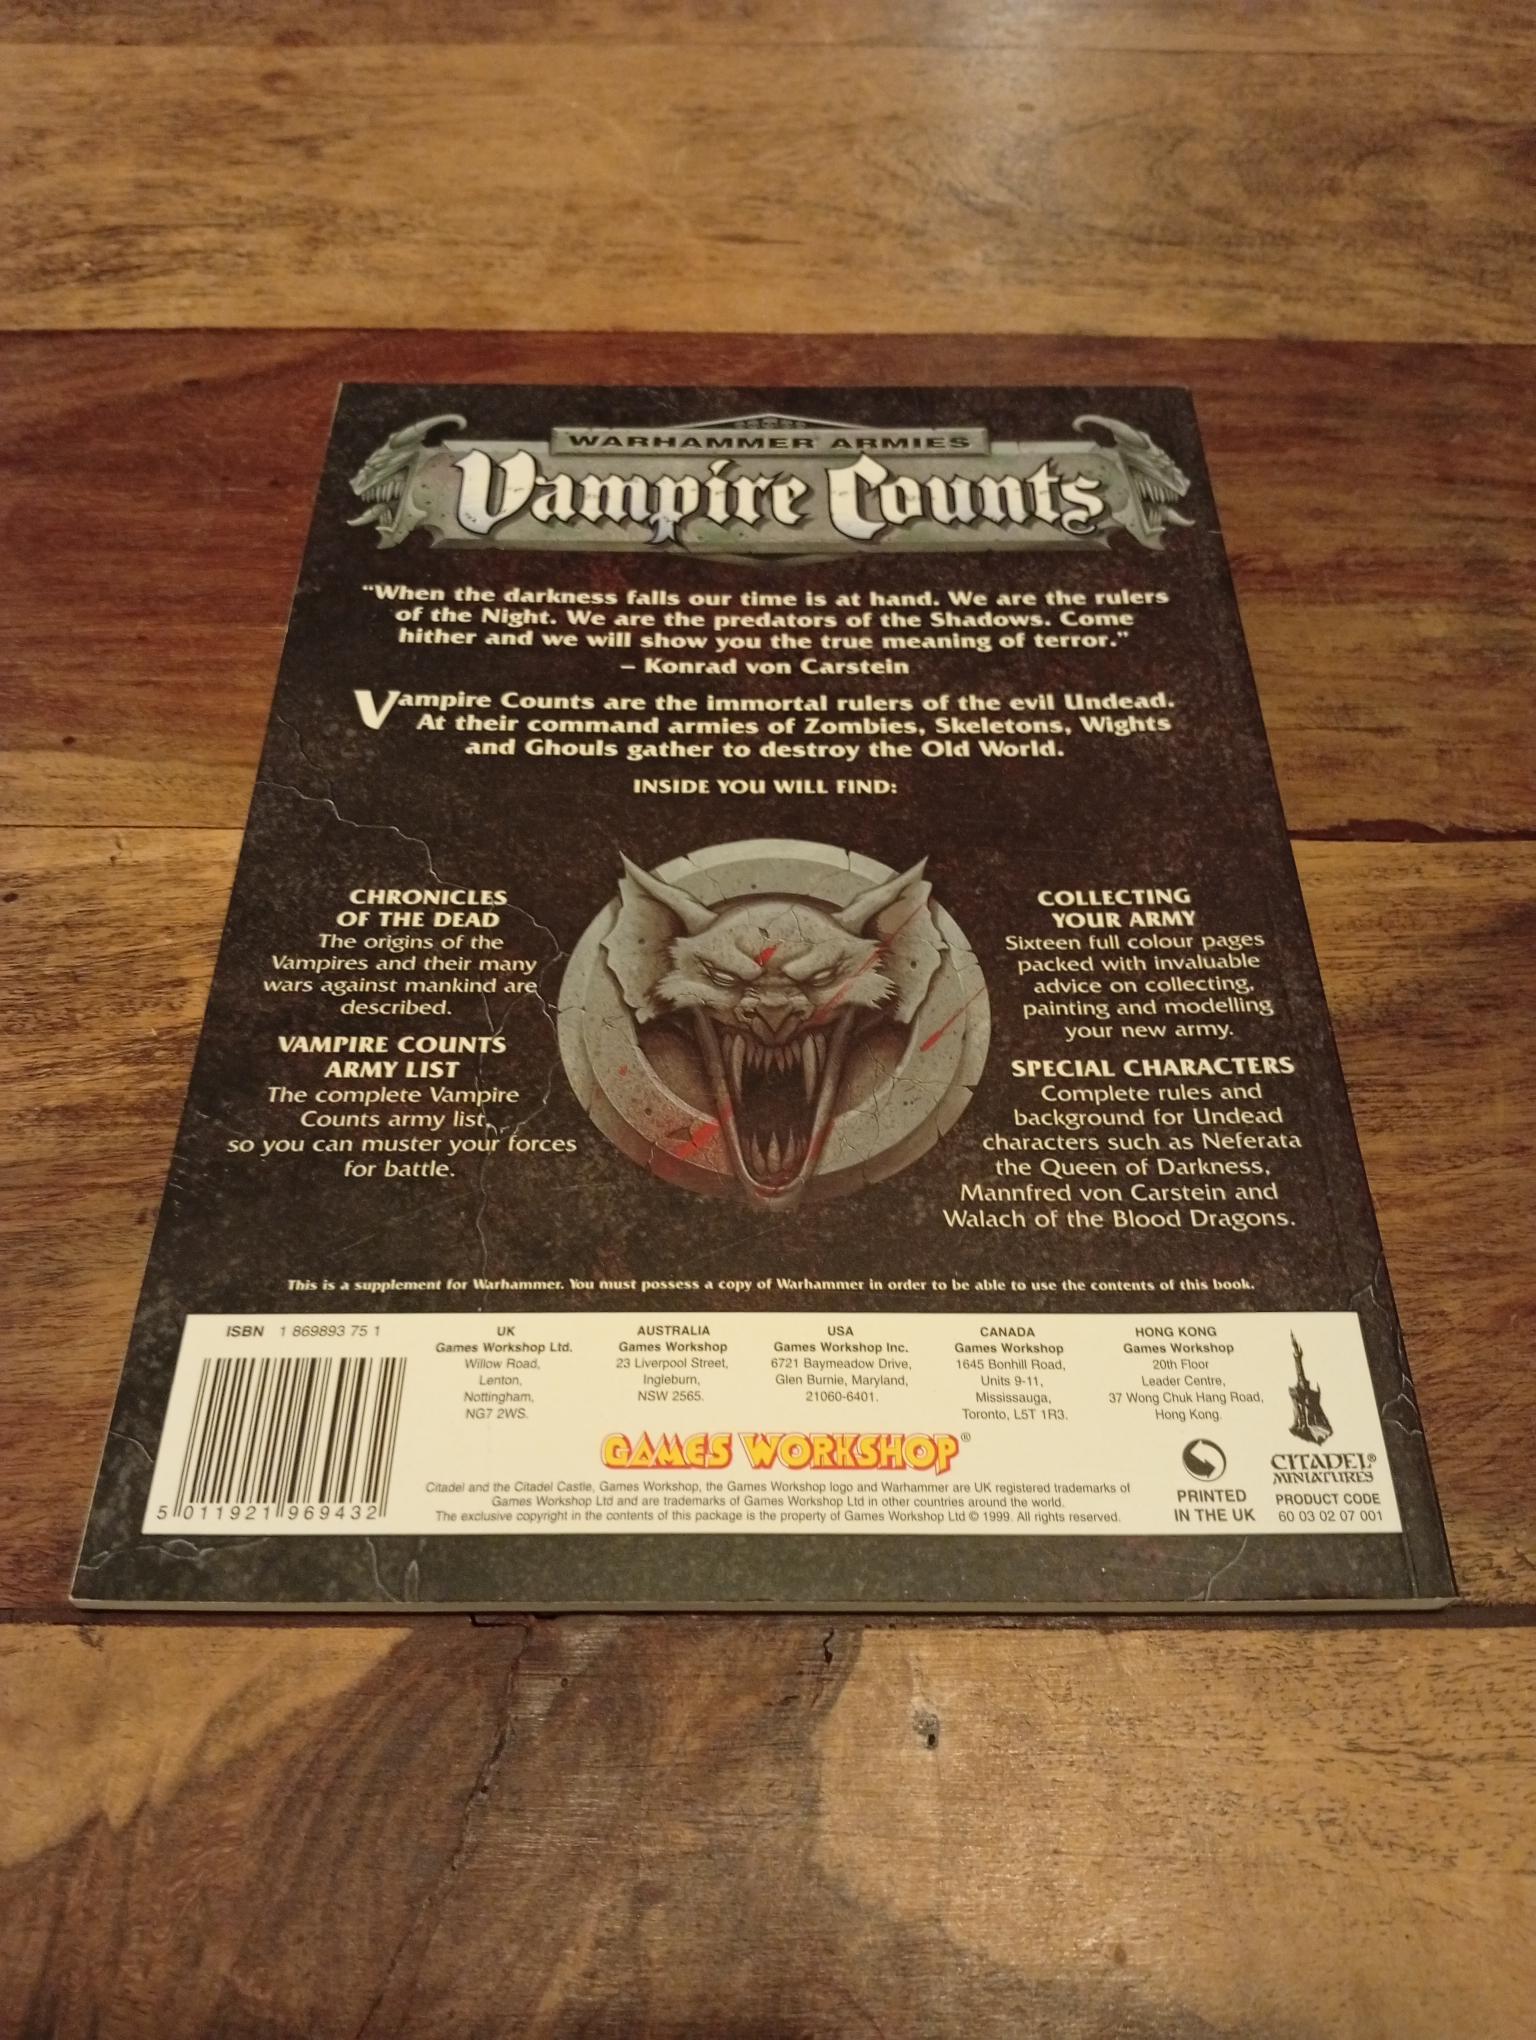 WARHAMMER ARMIES
Vampire Counts
"When the darkness falls our time is at hand. We are the rulers
of the Night. We are the predators of the Shadows. Come
hither and we will show you the true meaning of terror."
– Konrad von Carstein
Vampire Counts are the immortal rulers of the evil Undead.
At their command armies of Zombies, Skeletons, Wights
and Ghouls gather to destroy the Old World.
INSIDE YOU WILL FIND:
CHRONICLES
OF THE DEAD
The origins of the
Vampires and their many
wars against mankind are
described.
VAMPIRE COUNTS
ARMY LIST
The complete Vampire
Counts army list,
so you can muster your forces
for battle.
COLLECTING
YOUR ARMY
Sixteen full colour pages
packed with invaluable
advice on collecting,
painting and modelling
your new army.
SPECIAL CHARACTERS
Complete rules and
background for Undead
characters such as Neferata
the Queen of Darkness,
Mannfred von Carstein and
Walach of the Blood Dragons.
This is a supplement for Warhammer. You must possess a copy of Warhammer in order to be able to use the contents of this book.
ISBN 1 869893 75 1
5 011921 969432
UK
Games Workshop Ltd.
Willow Road,
Lenton,
Nottingham,
NG7 2WS.
AUSTRALIA
Games Workshop
23 Liverpool Street,
Ingleburn,
NSW 2565.
USA
Games Workshop Inc.
6721 Baymeadow Drive,
Glen Burnie, Maryland,
21060-6401.
CANADA
Games Workshop
1645 Bonhill Road,
Units 9-11,
Mississauga,
Toronto, L5T 1R3.
HONG KONG
Games Workshop
20th Floor
Leader Centre,
37 Wong Chuk Hang Road,
Hong Kong.
GAMES WORKSHOP®
Citadel and the Citadel Castle, Games Workshop, the Games Workshop logo and Warhammer are UK registered trademarks of
Games Workshop Ltd and are trademarks of Games Workshop Ltd in other countries around the world.
The exclusive copyright in the contents of this package is the property of Games Workshop Ltd © 1999. All rights reserved.
PRINTED
IN THE UK
CITADEL®
MINIATURES
PRODUCT CODE
60 03 02 07 001